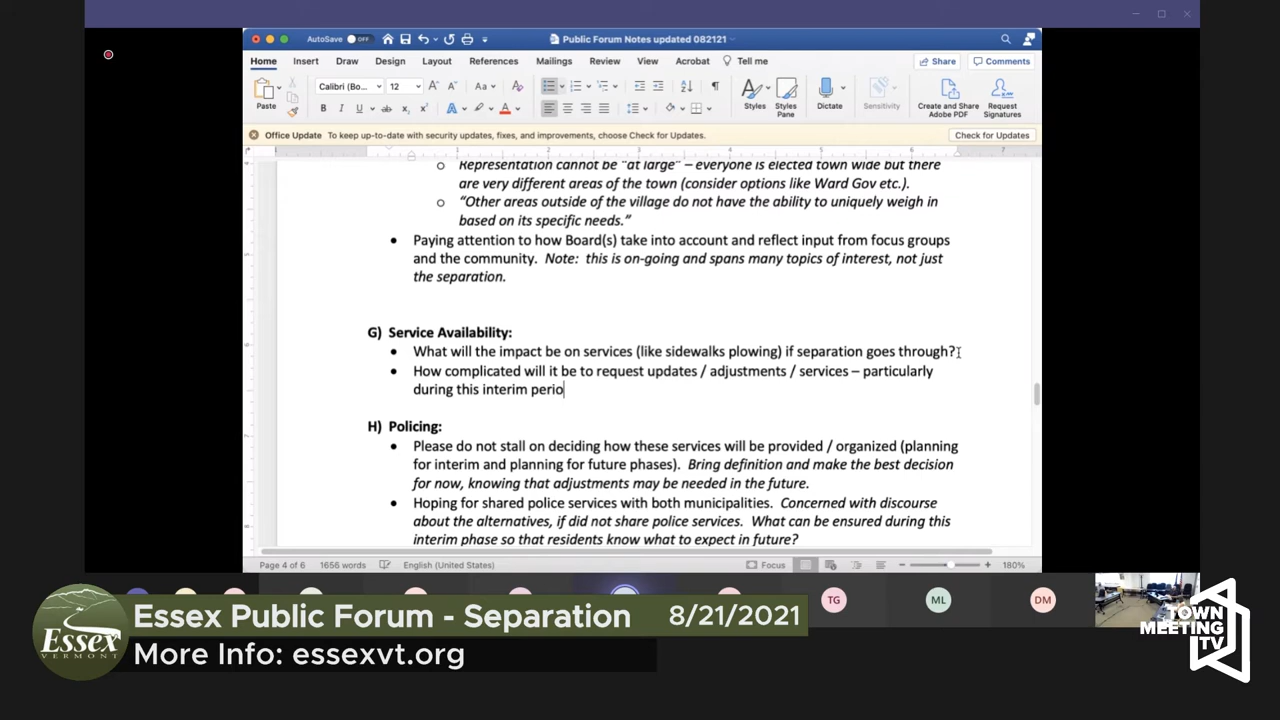 AutoSave OFF
Public Forum Notes updated 082121
Home Insert Draw Design Layout References Mailings Review View Acrobat Tell me Share Comments
Paste
Calibri (Bo... 12
Styles
Styles Pane
Dictate
Sensitivity
Create and Share Adobe PDF
Request Signatures
Office Update To keep up-to-date with security updates, fixes, and improvements, choose Check for Updates. Check for Updates
o Representation cannot be "at large" – everyone is elected town wide but there
are very different areas of the town (consider options like Ward Gov etc.).
o "Other areas outside of the village do not have the ability to uniquely weigh in
based on its specific needs."
• Paying attention to how Board(s) take into account and reflect input from focus groups
and the community. Note: this is on-going and spans many topics of interest, not just
the separation.
G) Service Availability:
• What will the impact be on services (like sidewalks plowing) if separation goes through?
• How complicated will it be to request updates / adjustments / services – particularly
during this interim perio
H) Policing:
• Please do not stall on deciding how these services will be provided / organized (planning
for interim and planning for future phases). Bring definition and make the best decision
for now, knowing that adjustments may be needed in the future.
• Hoping for shared police services with both municipalities. Concerned with discourse
about the alternatives, if did not share police services. What can be ensured during this
interim phase so that residents know what to expect in future?
Page 4 of 6 1656 words English (United States) Focus 180%
TG ML DM
Essex
VERMONT
Essex Public Forum - Separation 8/21/2021
More Info: essexvt.org
TOWN
MEETING
TV